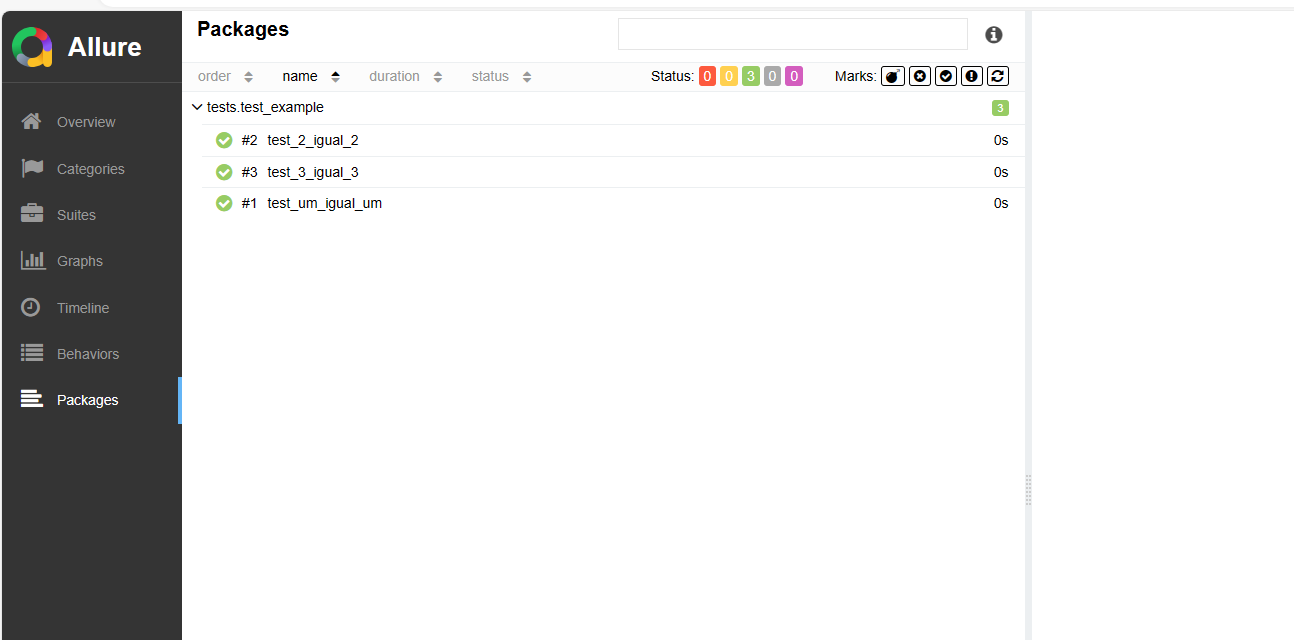 Allure
Overview
Categories
Suites
Graphs
Timeline
Behaviors
Packages
Packages
order name duration status Status: 0 0 3 0 0 Marks:
tests.test_example 3
#2 test_2_igual_2 0s
#3 test_3_igual_3 0s
#1 test_um_igual_um 0s